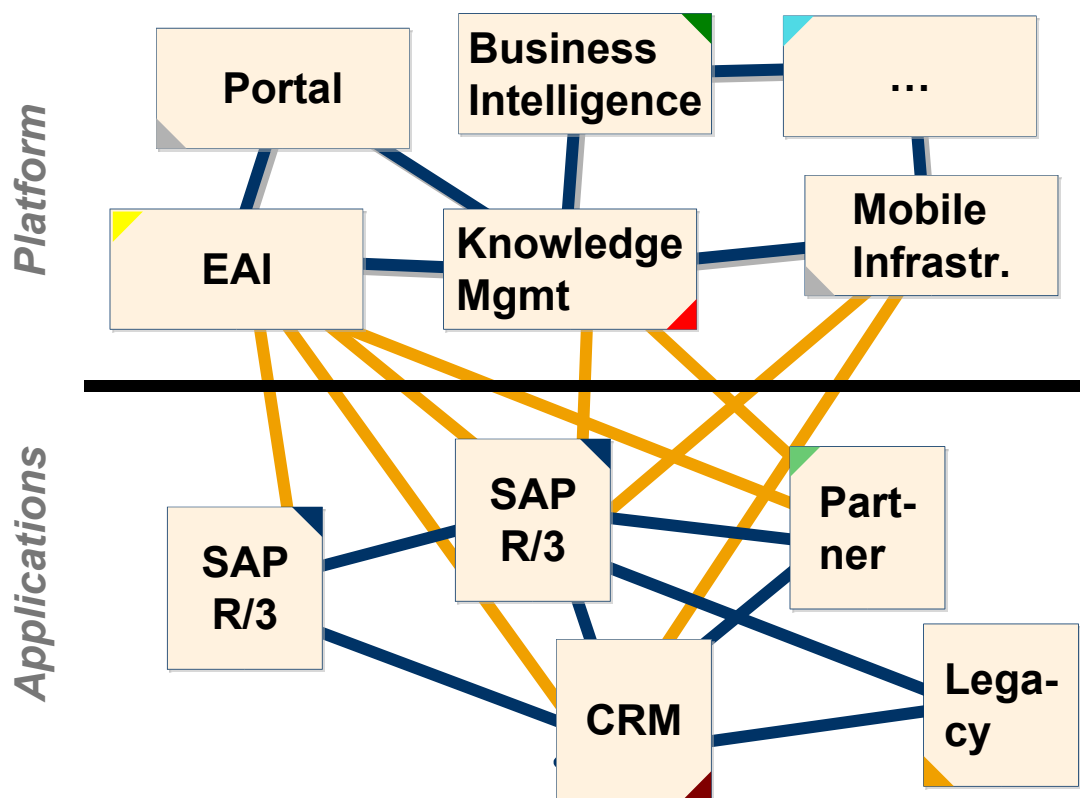 Platform
Portal
Business
Intelligence
...
EAI
Knowledge
Mgmt
Mobile
Infrastr.
Applications
SAP
R/3
SAP
R/3
Part-
ner
CRM
Lega-
cy